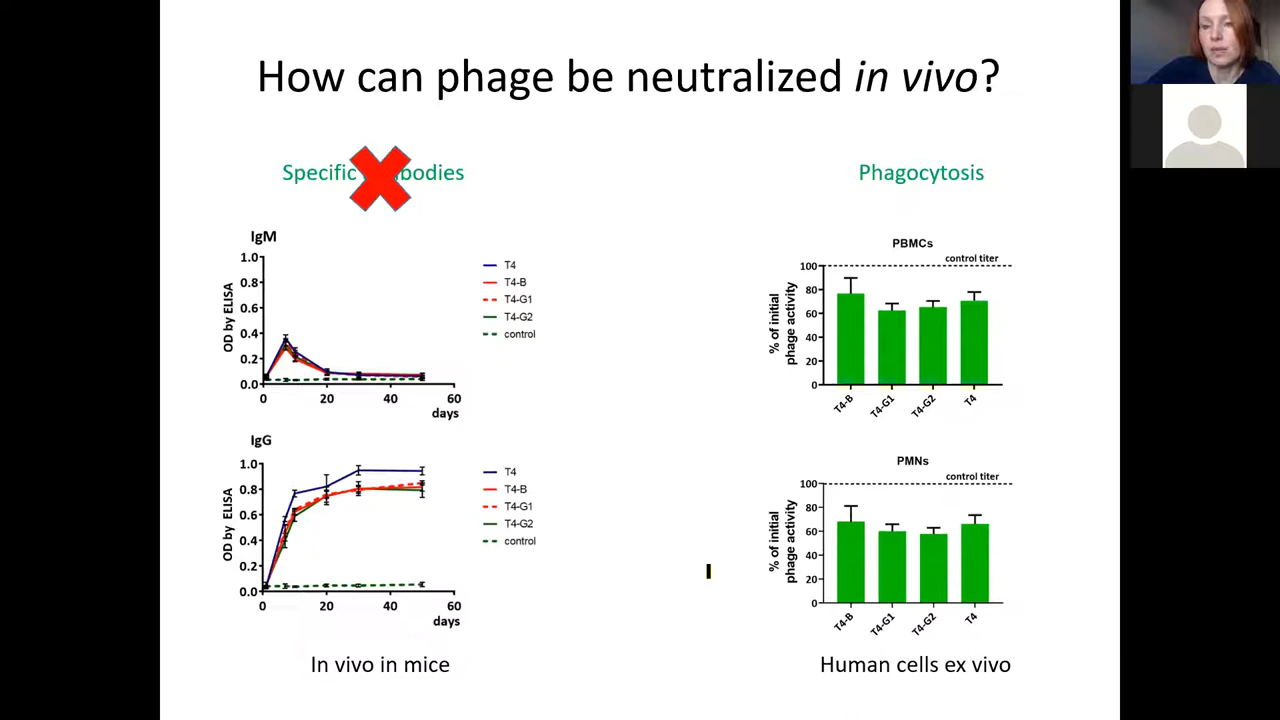 How can phage be neutralized in vivo?
Specific bodies
Phagocytosis
IgM
1.0
0.8
0.6
0.4
0.2
0.0
OD by ELISA
0 20 40 60
days
T4
T4-B
T4-G1
T4-G2
control
IgG
1.0
0.8
0.6
0.4
0.2
0.0
OD by ELISA
0 20 40 60
days
T4
T4-B
T4-G1
T4-G2
control
In vivo in mice
PBMCs
control titer
100
80
60
40
20
0
% of initial
phage activity
T4-B T4-G1 T4-G2 T4
PMNs
control titer
100
80
60
40
20
0
% of initial
phage activity
T4-B T4-G1 T4-G2 T4
Human cells ex vivo